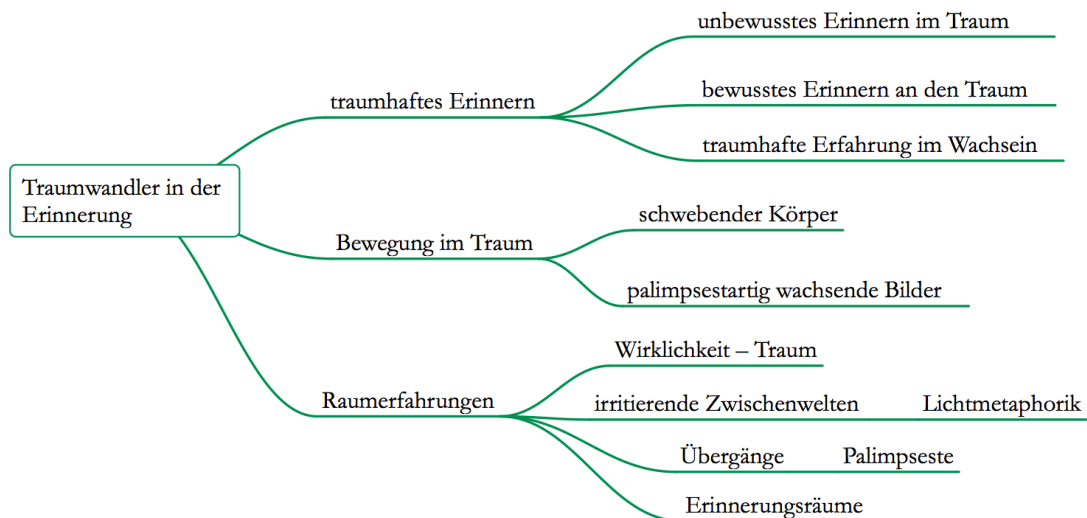 unbewusstes Erinnern im Traum
traumhaftes Erinnern
bewusstes Erinnern an den Traum
traumhafte Erfahrung im Wachsein
Traumwandler in der
Erinnerung
schwebender Körper
Bewegung im Traum
palimpsestartig wachsende Bilder
Wirklichkeit – Traum
Raumerfahrungen
irritierende Zwischenwelten Lichtmetaphorik
Übergänge Palimpseste
Erinnerungsräume